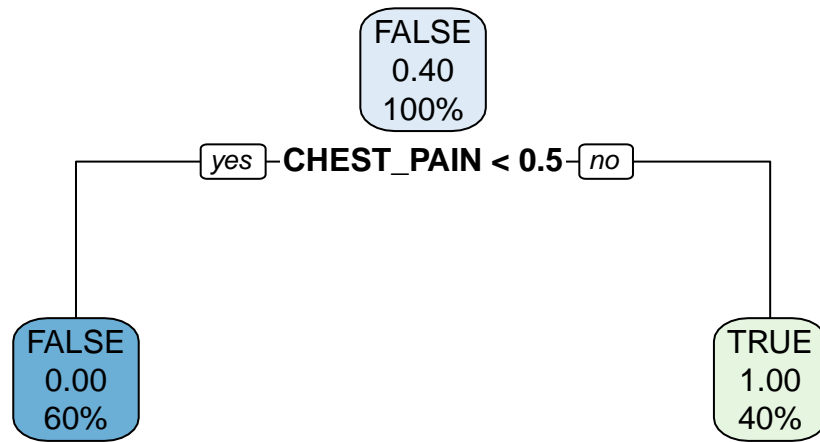 FALSE
0.40
100%
yes CHEST_PAIN < 0.5 no
FALSE
0.00
60%
TRUE
1.00
40%